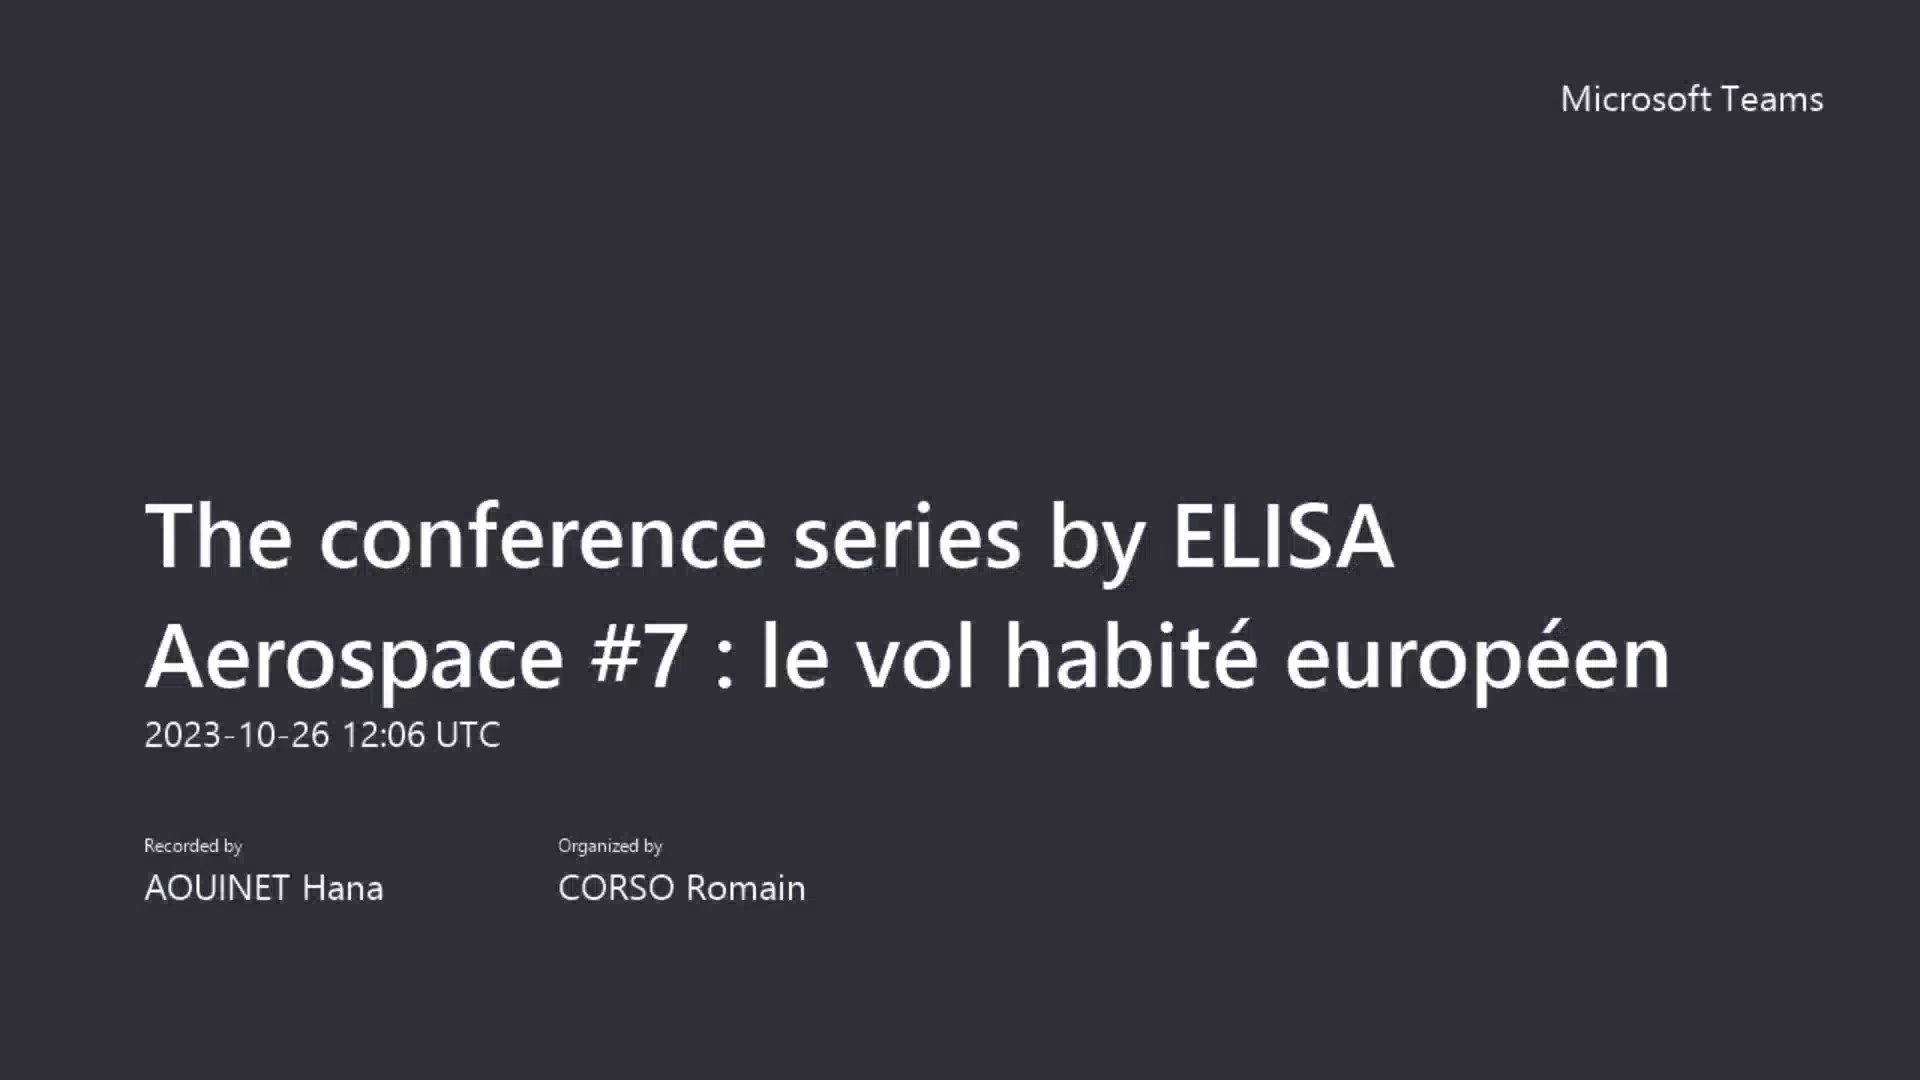 Microsoft Teams
The conference series by ELISA
Aerospace #7 : le vol habité européen
2023-10-26 12:06 UTC
Recorded by
AOUINET Hana
Organized by
CORSO Romain